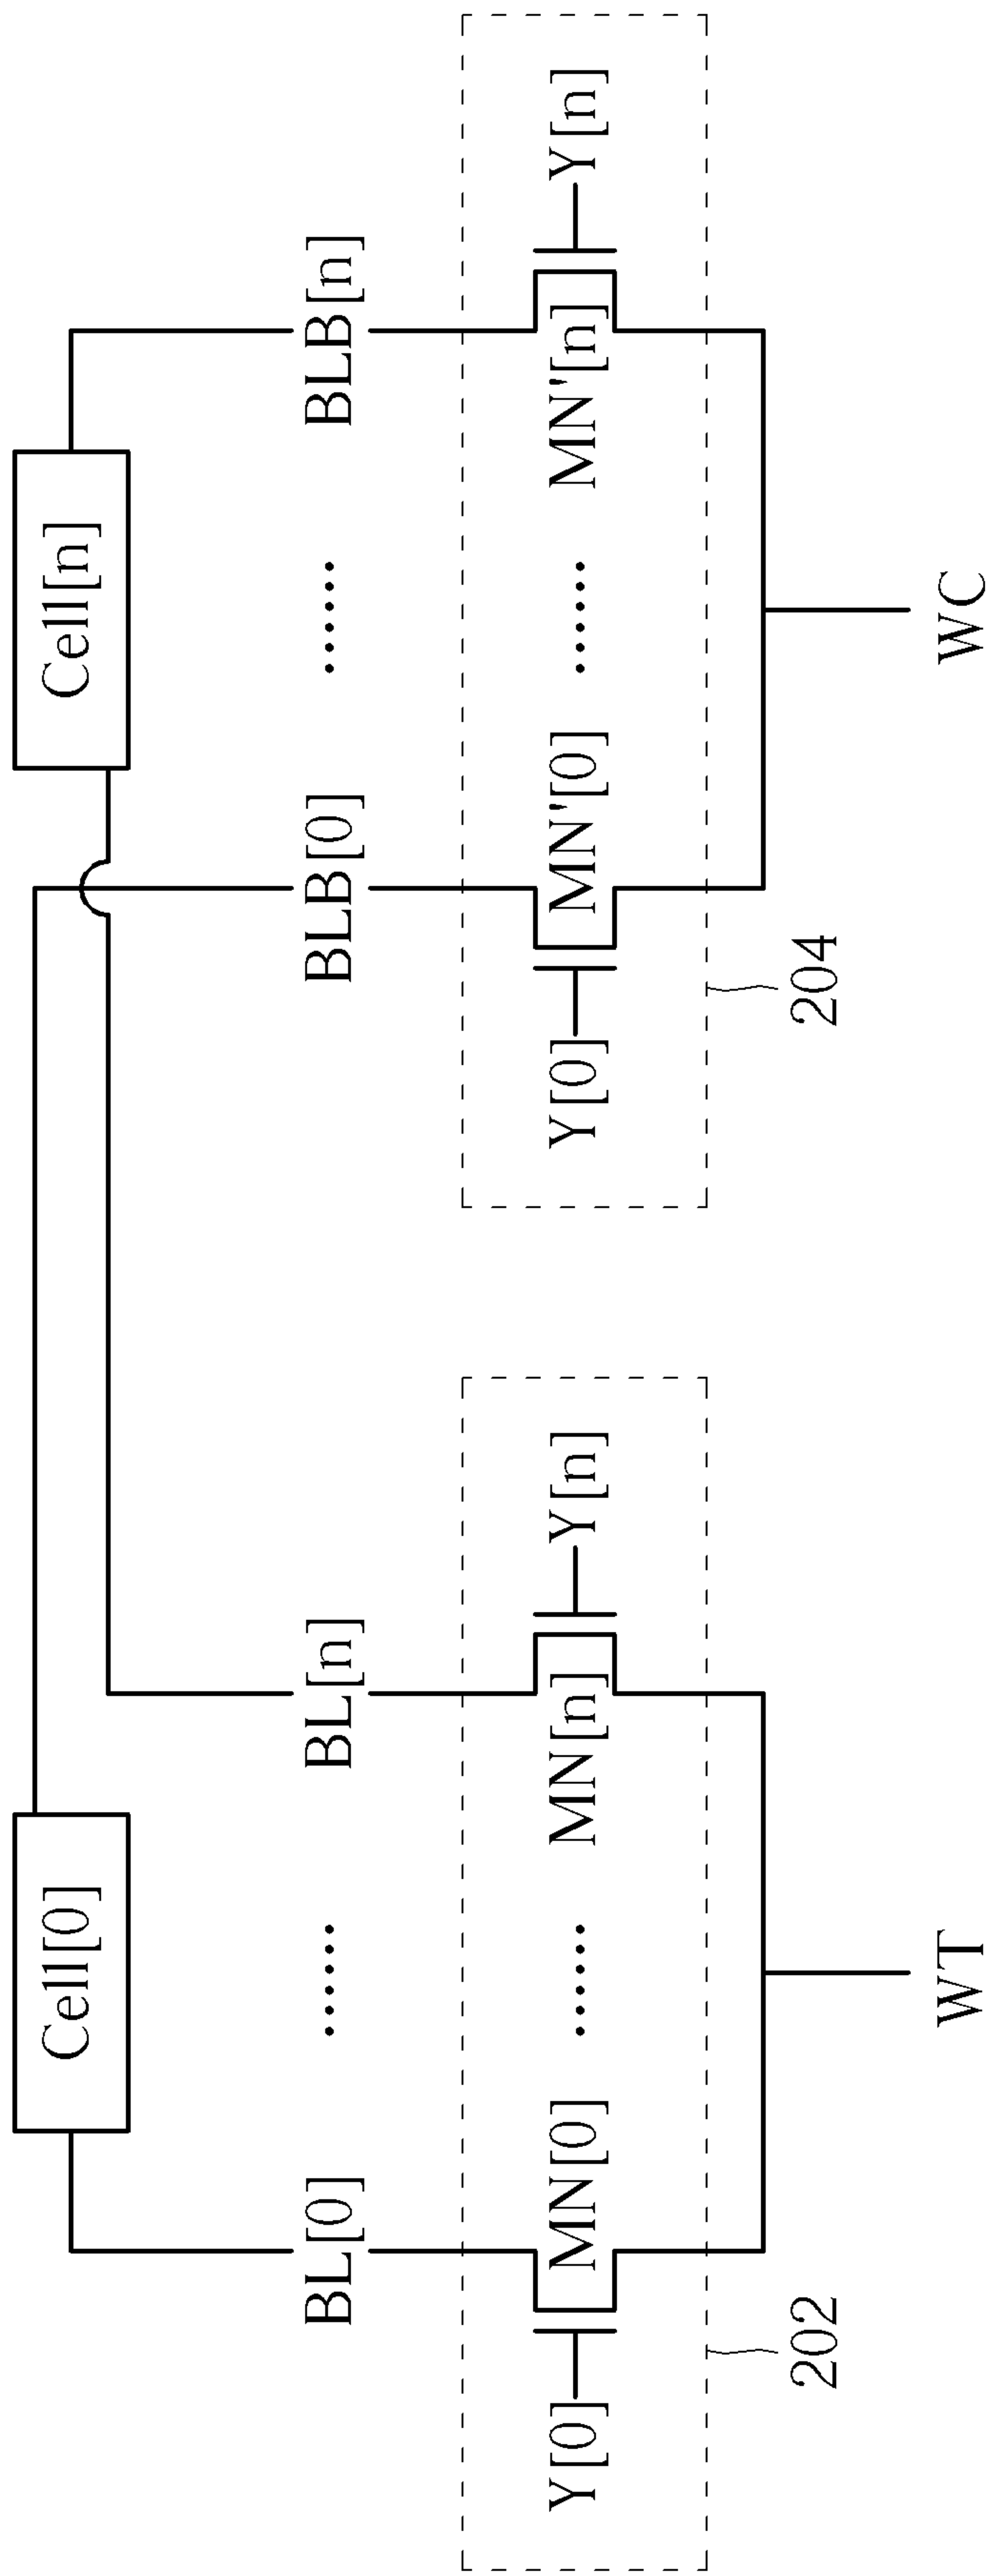 Cell[0]
Cell[n]
BL[0]
BL[n]
BLB[0]
BLB[n]
......
......
Y[0]
MN[0]
......
MN[n]
Y[n]
Y[0]
MN'[0]
......
MN'[n]
Y[n]
202
204
WT
WC